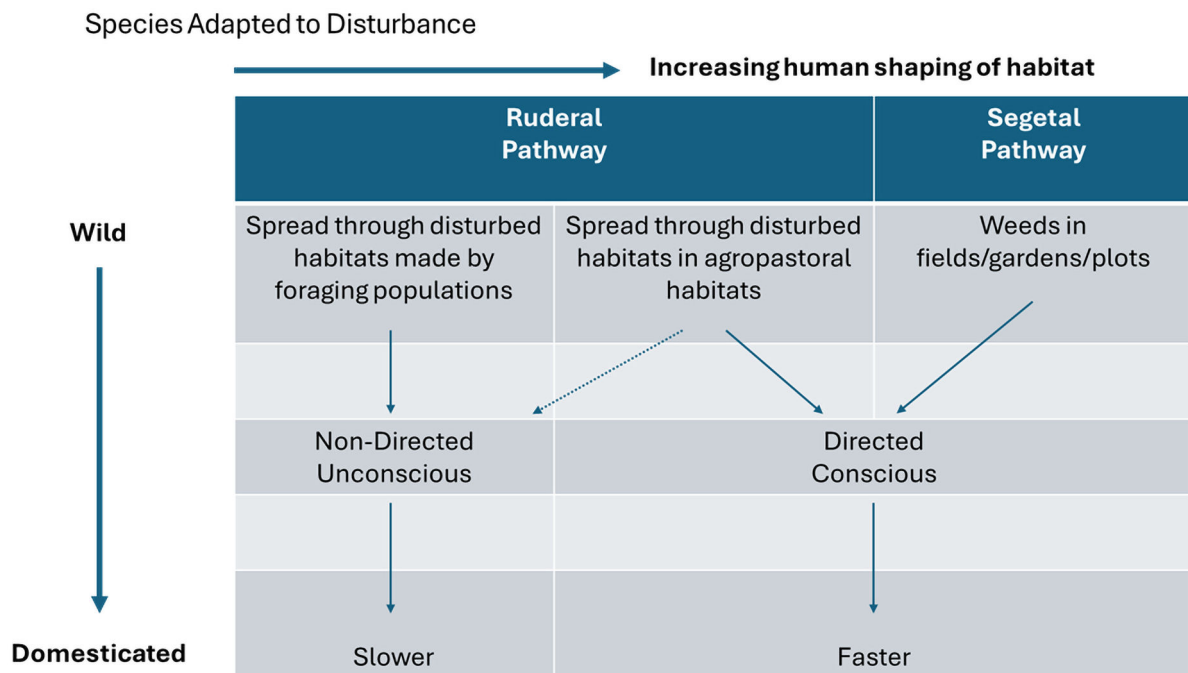 Species Adapted to Disturbance
Increasing human shaping of habitat
Ruderal
Pathway
Segetal
Pathway
Wild
Spread through disturbed
habitats made by
foraging populations
Spread through disturbed
habitats in agropastoral
habitats
Weeds in
fields/gardens/plots
Non-Directed
Unconscious
Directed
Conscious
Domesticated
Slower
Faster